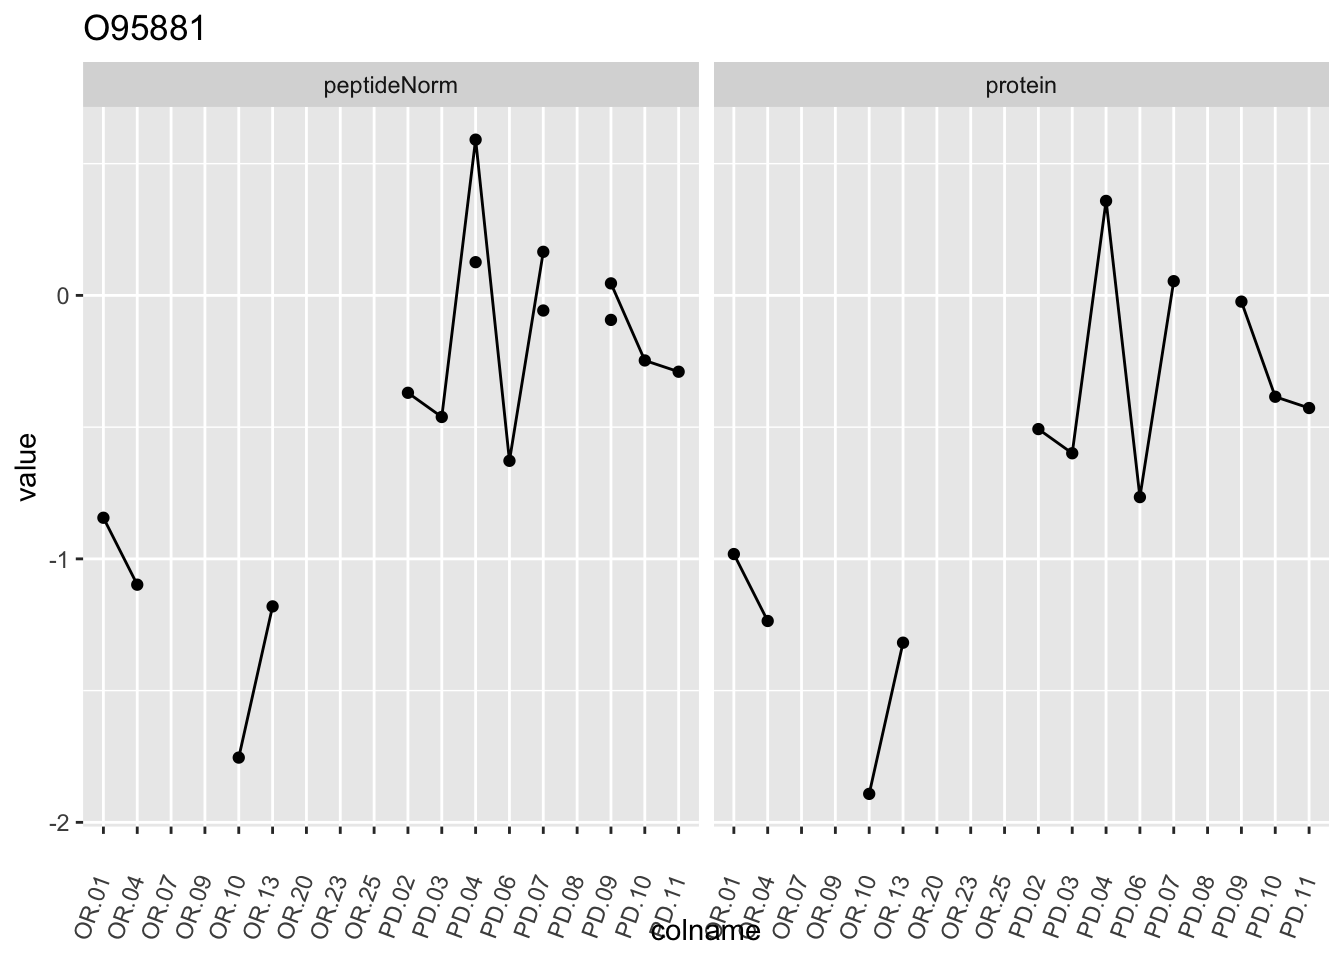 O95881
peptideNorm
protein
value
0
-1
-2
OR.01
OR.04
OR.07
OR.09
OR.10
OR.13
OR.20
OR.23
OR.25
PD.02
PD.03
PD.04
PD.06
PD.07
PD.08
PD.09
PD.10
PD.11
OR.01
OR.04
OR.07
OR.09
OR.10
OR.13
OR.20
OR.23
OR.25
PD.02
PD.03
PD.04
PD.06
PD.07
PD.08
PD.09
PD.10
PD.11
colname